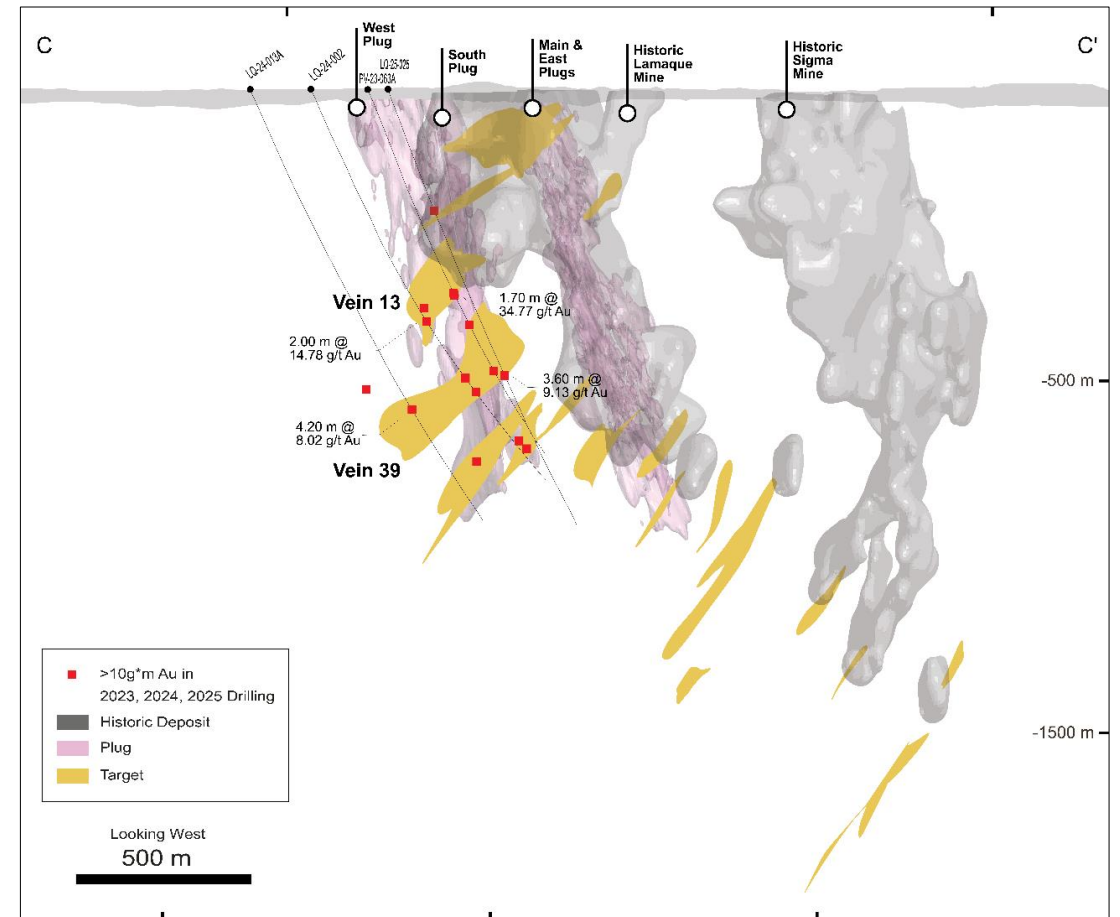 C
C'
LQ-24-013A
LQ-24-002
PV-23-063A
LQ-25-025
West
Plug
South
Plug
Main &
East
Plugs
Historic
Lamaque
Mine
Historic
Sigma
Mine
Vein 13
1.70 m @
34.77 g/t Au
2.00 m @
14.78 g/t Au
-500 m
3.60 m @
9.13 g/t Au
4.20 m @
8.02 g/t Au
Vein 39
>10g*m Au in
2023, 2024, 2025 Drilling
Historic Deposit
Plug
Target
-1500 m
Looking West
500 m